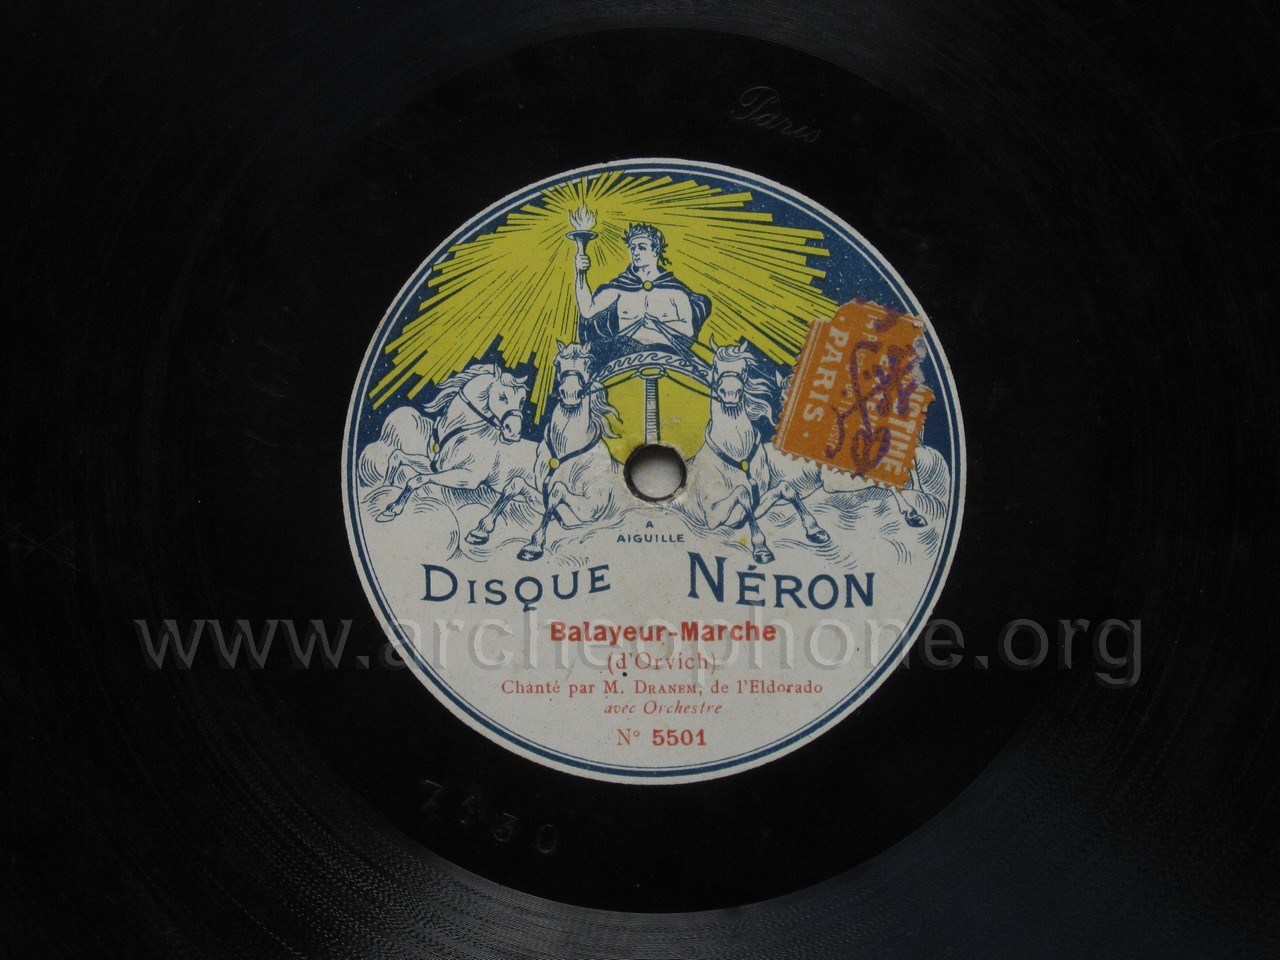 Paris
PARIS
A
AIGUILLE
DISQUE NÉRON
Balayeur-Marche
www.archeophone.org
(d'Orvich)
Chanté par M. DRANEM, de l'Eldorado
avec Orchestre
N° 5501